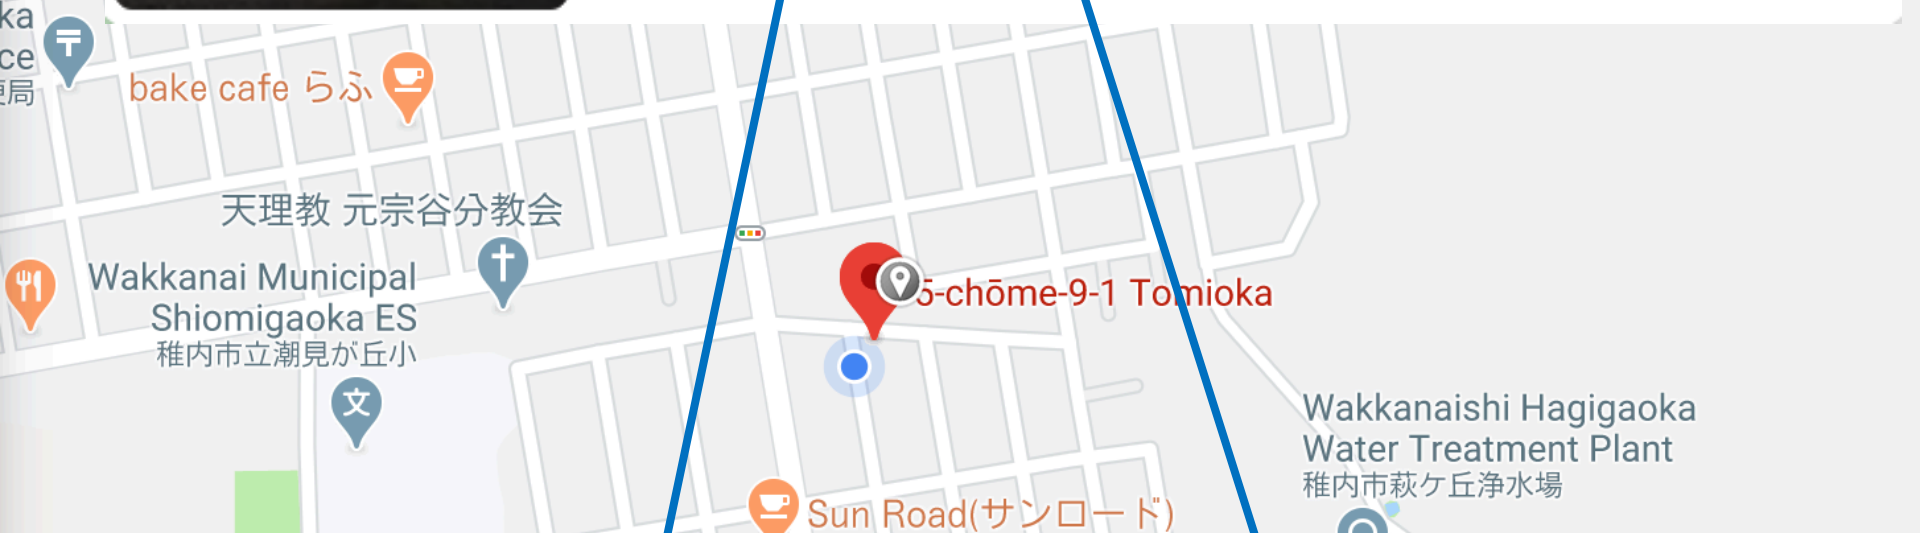 ka
ce
便局
bake cafe らふ
天理教 元宗谷分教会
Wakkanai Municipal
Shiomigaoka ES
稚内市立潮見が丘小
5-chōme-9-1 Tomioka
Wakkanaishi Hagigaoka
Water Treatment Plant
稚内市萩ケ丘浄水場
Sun Road(サンロード)
文